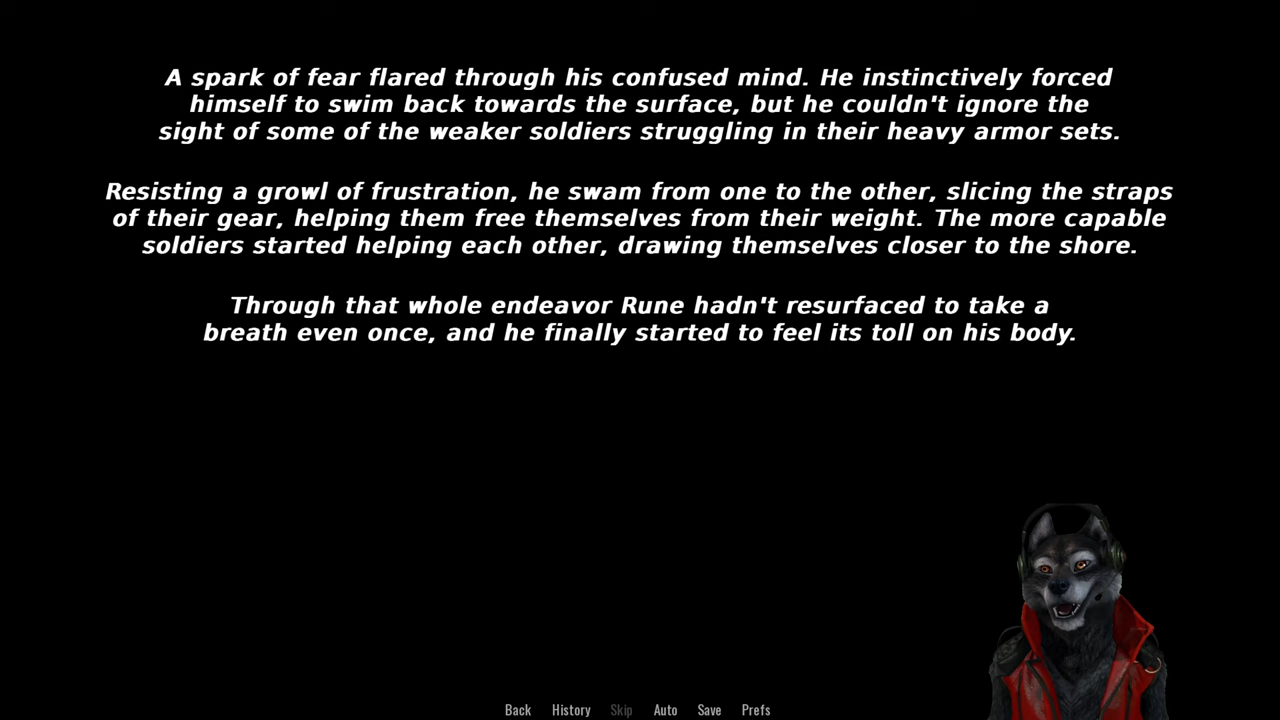 A spark of fear flared through his confused mind. He instinctively forced
himself to swim back towards the surface, but he couldn't ignore the
sight of some of the weaker soldiers struggling in their heavy armor sets.
Resisting a growl of frustration, he swam from one to the other, slicing the straps
of their gear, helping them free themselves from their weight. The more capable
soldiers started helping each other, drawing themselves closer to the shore.
Through that whole endeavor Rune hadn't resurfaced to take a
breath even once, and he finally started to feel its toll on his body.
Back History Skip Auto Save Prefs